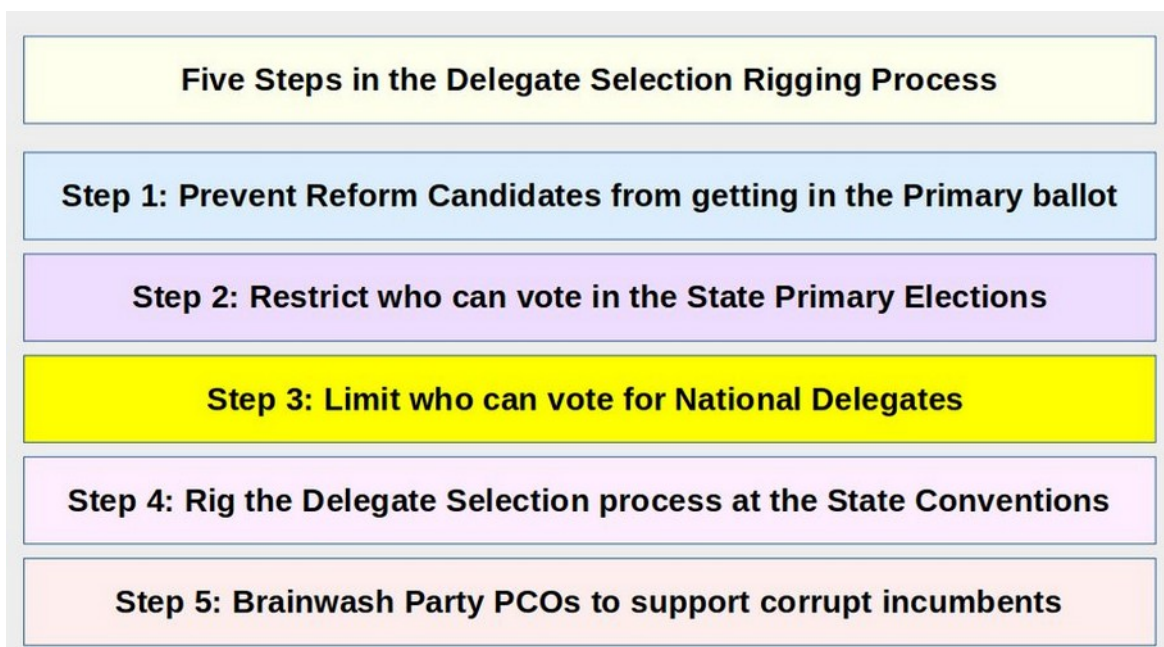 Five Steps in the Delegate Selection Rigging Process
Step 1: Prevent Reform Candidates from getting in the Primary ballot
Step 2: Restrict who can vote in the State Primary Elections
Step 3: Limit who can vote for National Delegates
Step 4: Rig the Delegate Selection process at the State Conventions
Step 5: Brainwash Party PCOs to support corrupt incumbents